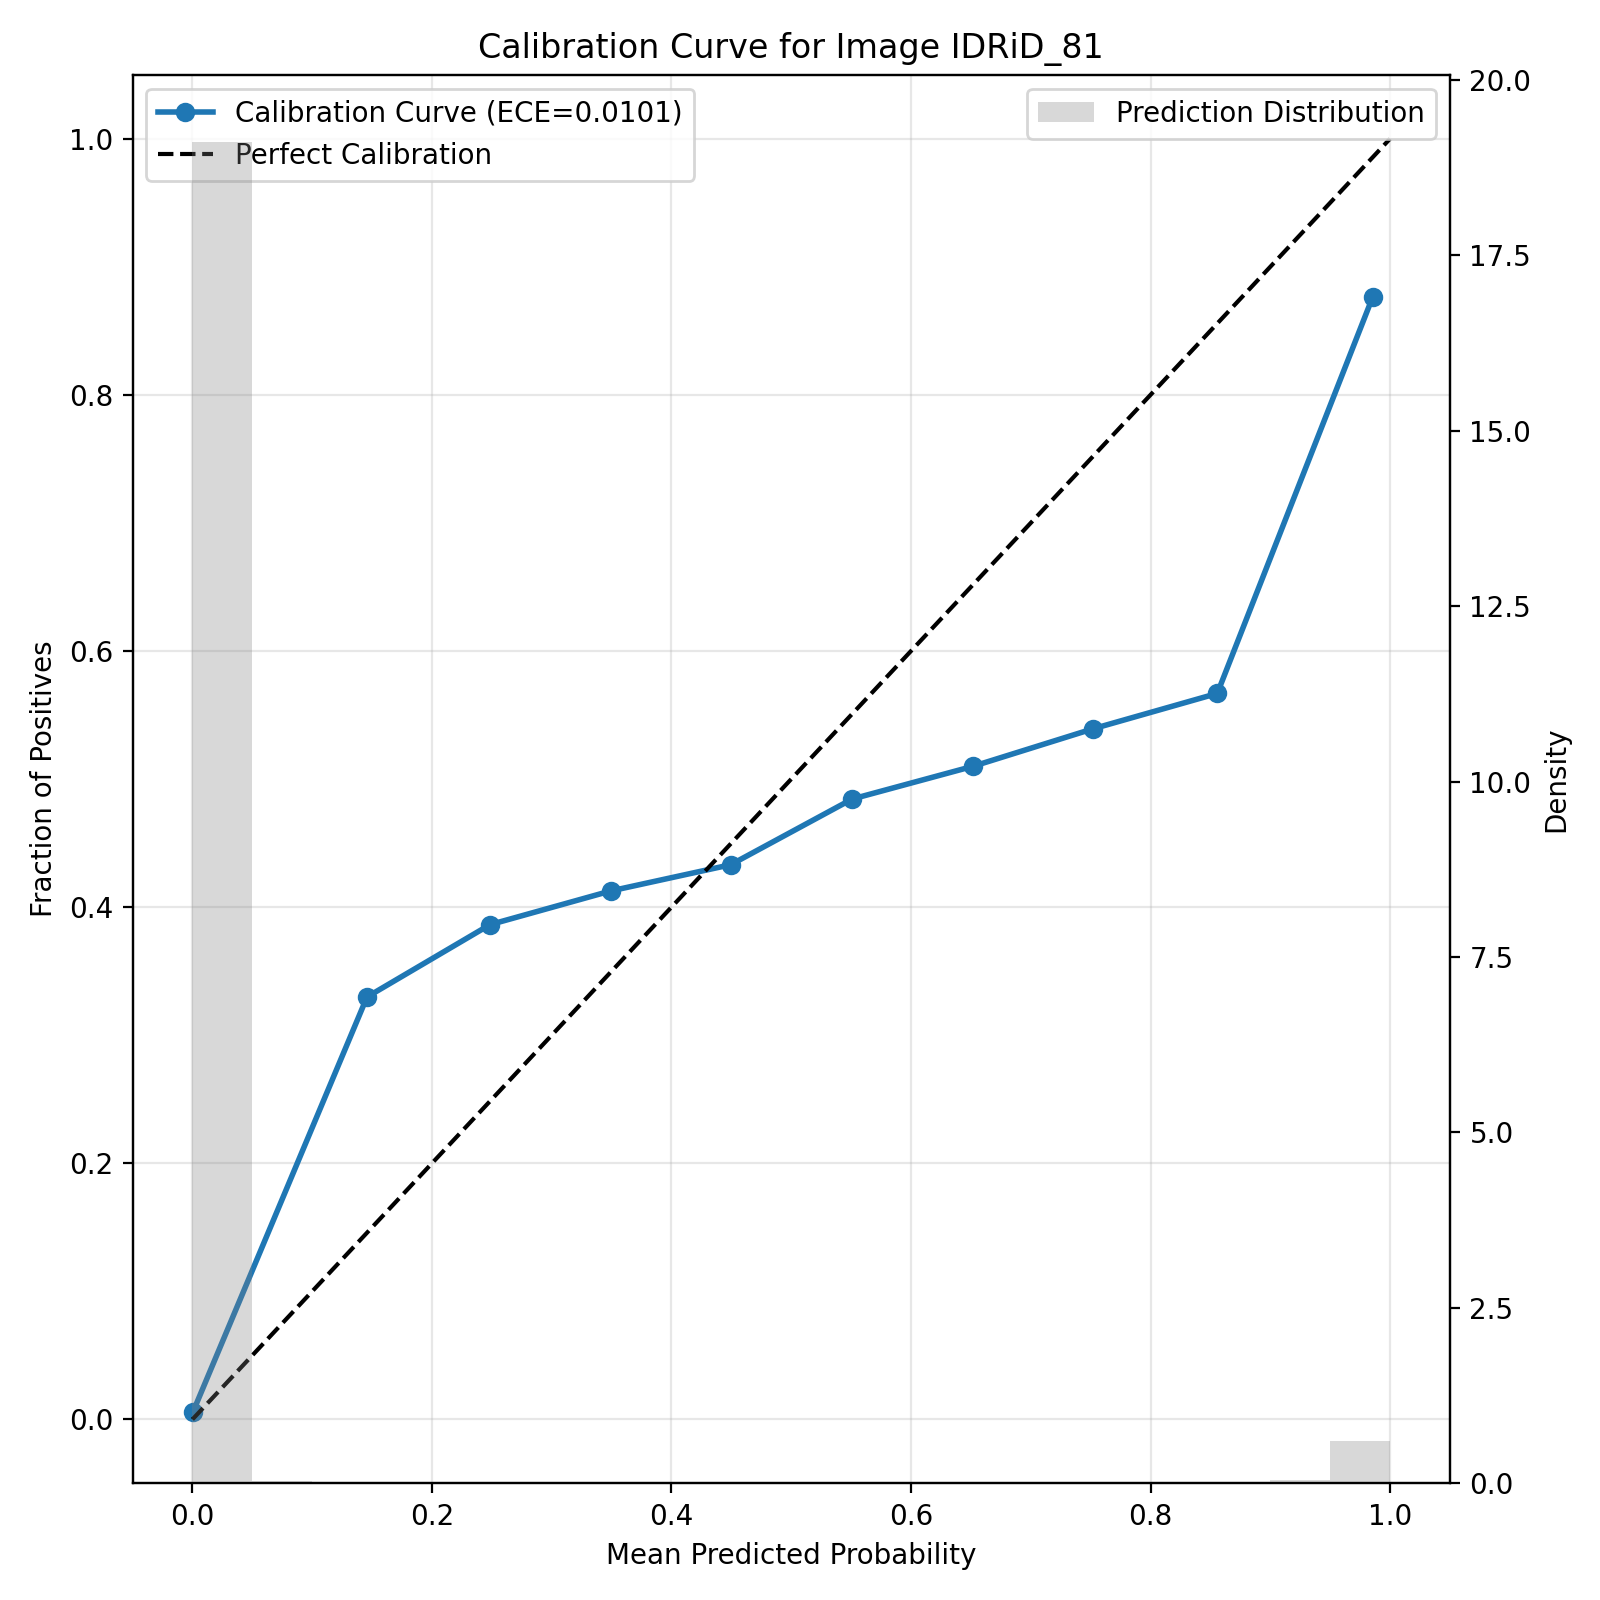 Calibration Curve for Image IDRiD_81
Calibration Curve (ECE=0.0101)
Perfect Calibration
Prediction Distribution
1.0
0.8
0.6
0.4
0.2
0.0
Fraction of Positives
20.0
17.5
15.0
12.5
10.0
7.5
5.0
2.5
0.0
Density
0.0 0.2 0.4 0.6 0.8 1.0
Mean Predicted Probability